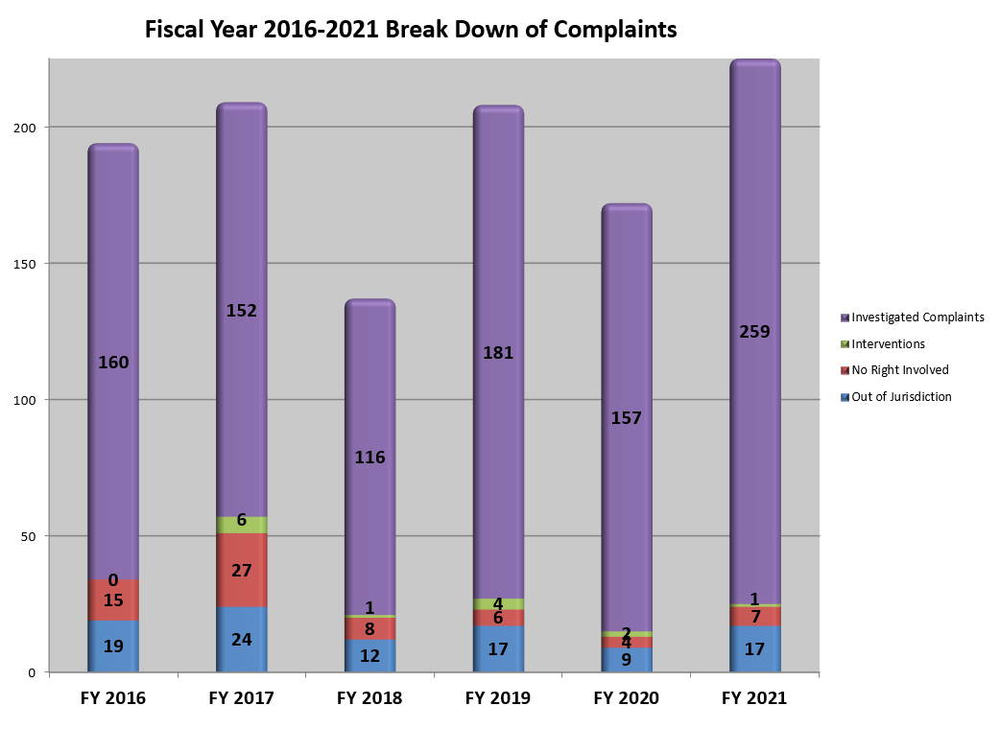 Fiscal Year 2016-2021 Break Down of Complaints
200
150
100
50
0
160
0
15
19
152
6
27
24
116
1
8
12
181
4
6
17
157
2
4
9
259
1
7
17
FY 2016
FY 2017
FY 2018
FY 2019
FY 2020
FY 2021
Investigated Complaints
Interventions
No Right Involved
Out of Jurisdiction